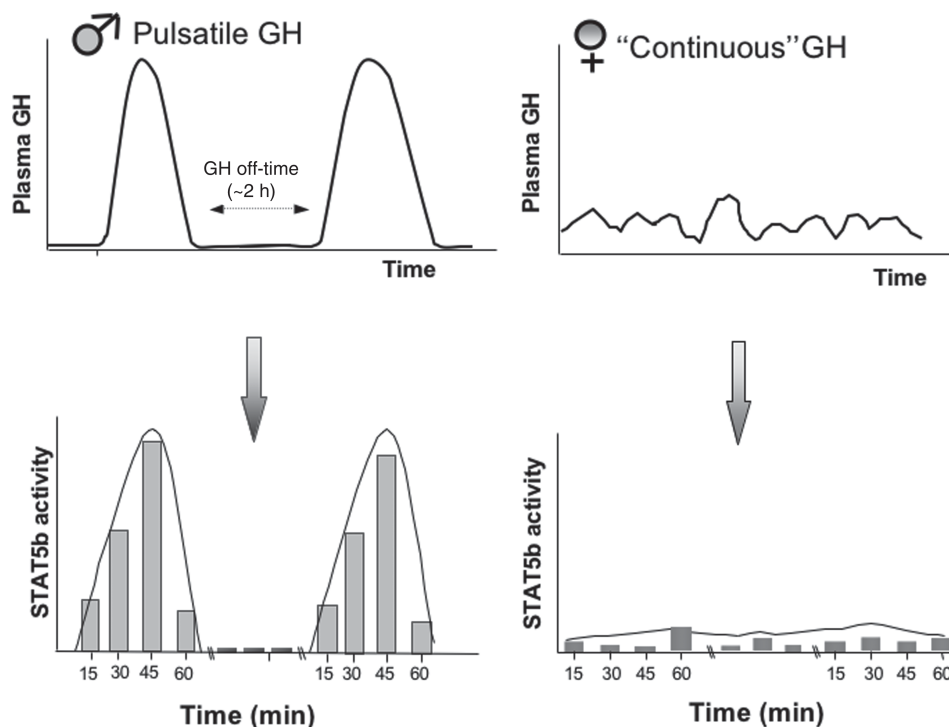 Pulsatile GH
Plasma GH
GH off-time
(~2 h)
Time
“Continuous” GH
Plasma GH
Time
STAT5b activity
15 30 45 60 15 30 45 60
Time (min)
STAT5b activity
15 30 45 60 15 30 45 60
Time (min)